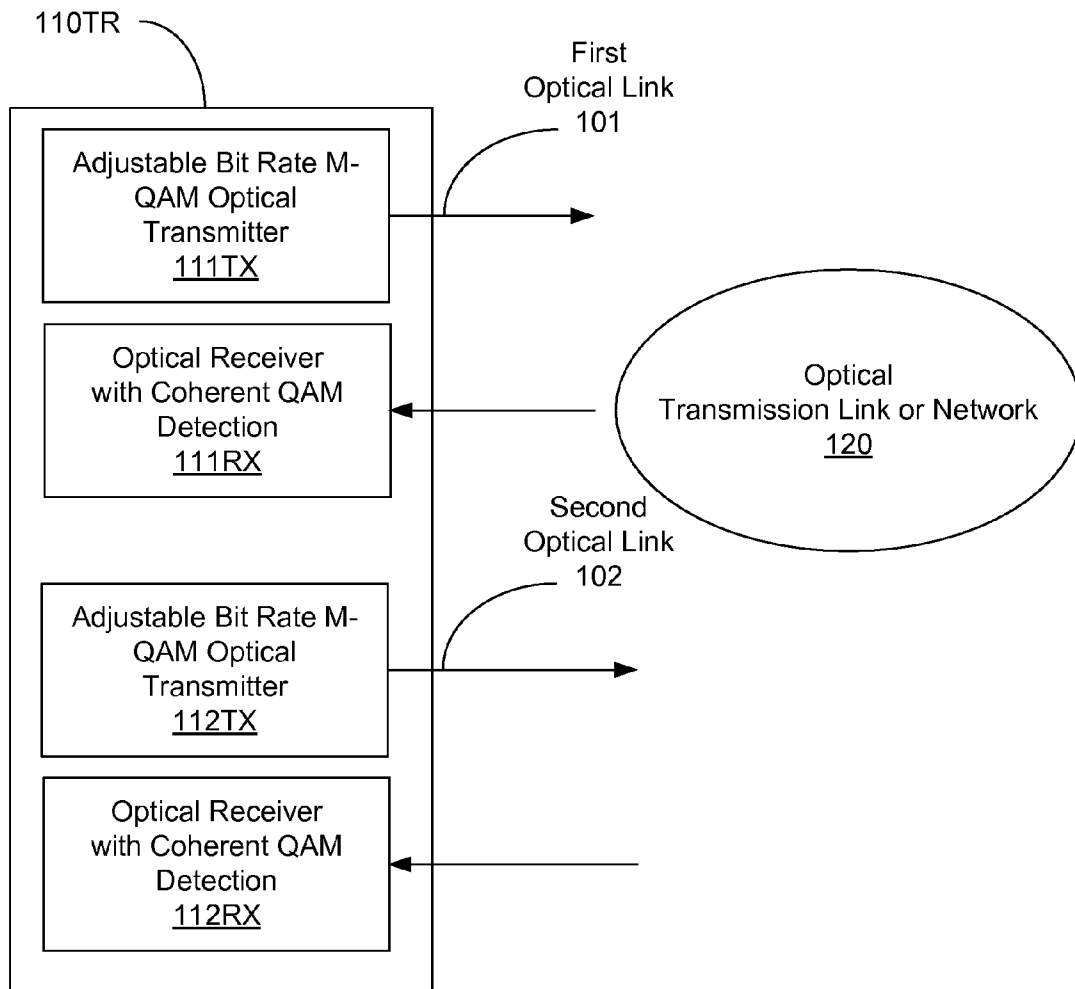 110TR
First
Optical Link
101
Adjustable Bit Rate M-
QAM Optical
Transmitter
111TX
Optical Receiver
with Coherent QAM
Detection
111RX
Optical
Transmission Link or Network
120
Second
Optical Link
102
Adjustable Bit Rate M-
QAM Optical
Transmitter
112TX
Optical Receiver
with Coherent QAM
Detection
112RX